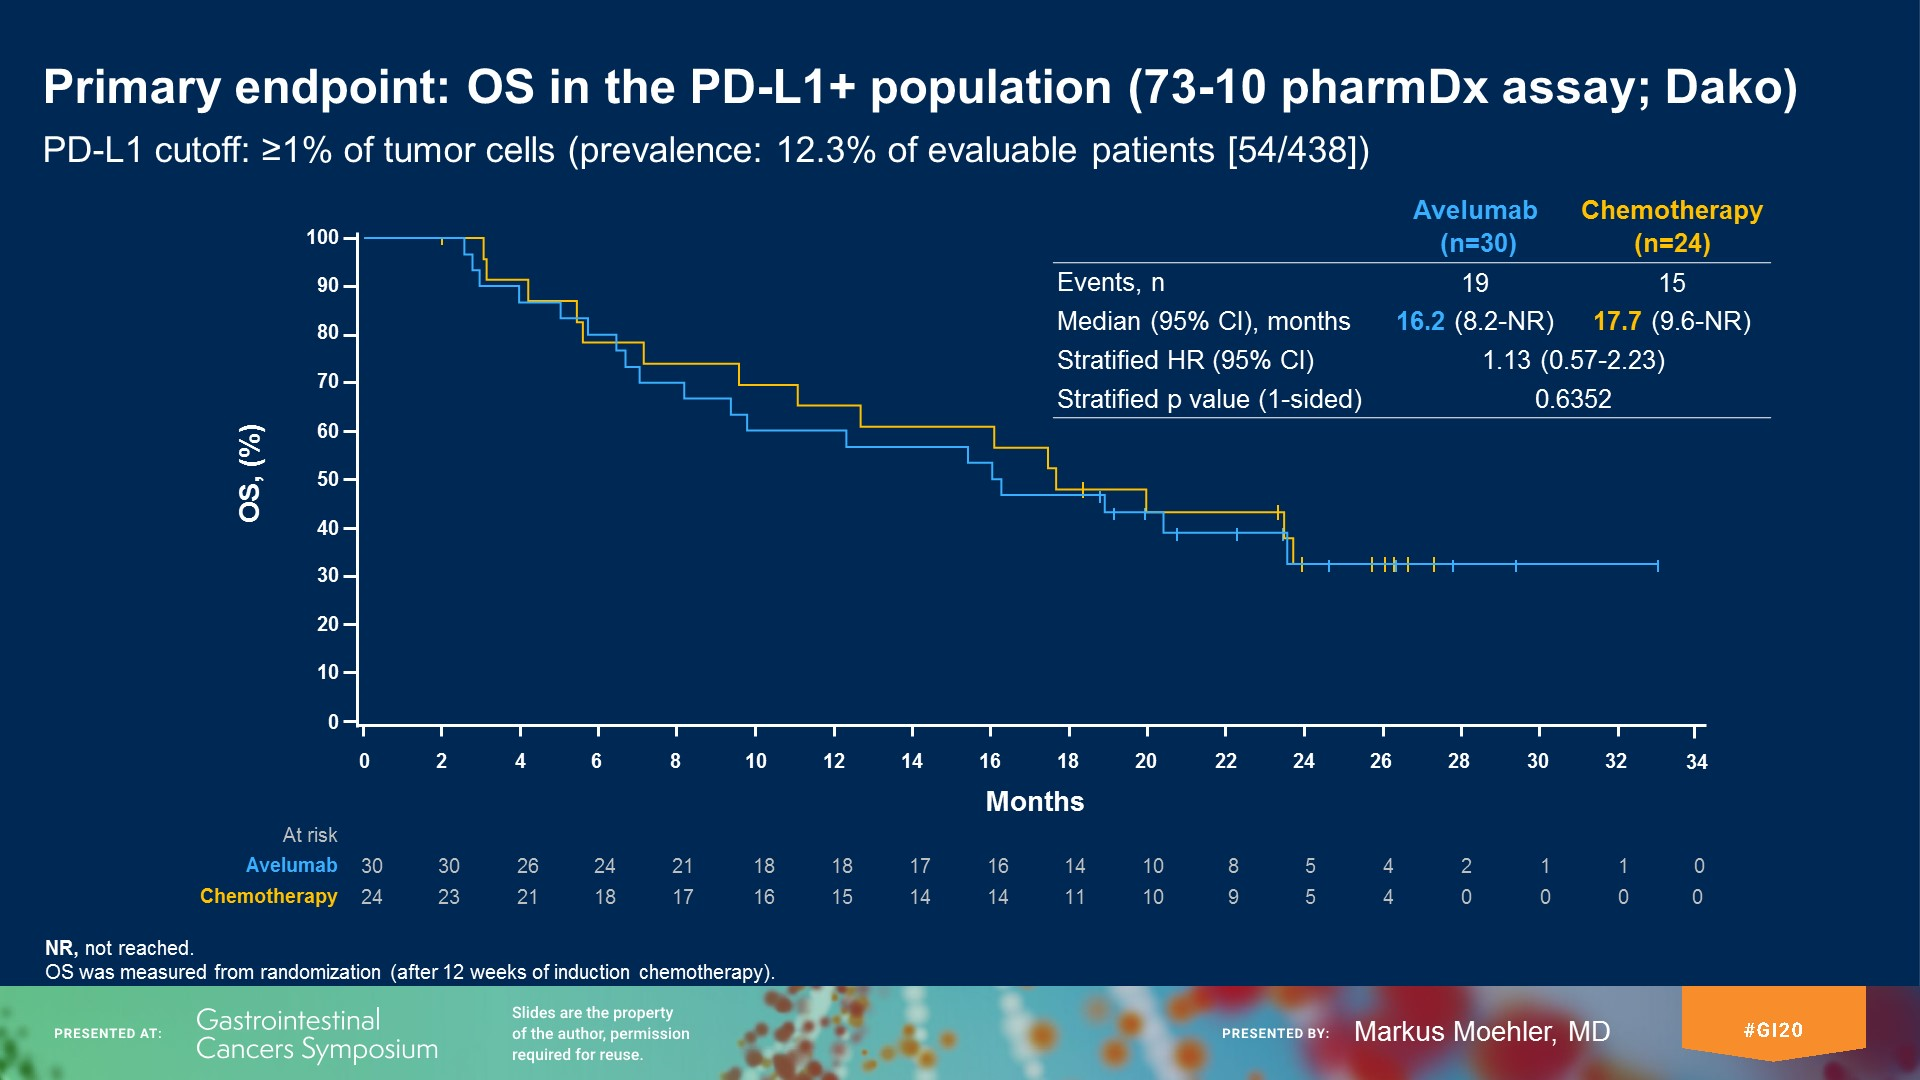 Primary endpoint: OS in the PD-L1+ population (73-10 pharmDx assay; Dako)
PD-L1 cutoff: ≥1% of tumor cells (prevalence: 12.3% of evaluable patients [54/438])
Avelumab Chemotherapy
(n=30) (n=24)
Events, n 19 15
Median (95% CI), months 16.2 (8.2-NR) 17.7 (9.6-NR)
Stratified HR (95% CI) 1.13 (0.57-2.23)
Stratified p value (1-sided) 0.6352
OS, (%)
100
90
80
70
60
50
40
30
20
10
0
0 2 4 6 8 10 12 14 16 18 20 22 24 26 28 30 32 34
Months
At risk
Avelumab 30 30 26 24 21 18 18 17 16 14 10 8 5 4 2 1 1 0
Chemotherapy 24 23 21 18 17 16 15 14 14 11 10 9 5 4 0 0 0 0
NR, not reached.
OS was measured from randomization (after 12 weeks of induction chemotherapy).
PRESENTED AT:
Gastrointestinal
Cancers Symposium
Slides are the property
of the author, permission
required for reuse.
PRESENTED BY: Markus Moehler, MD
#GI20